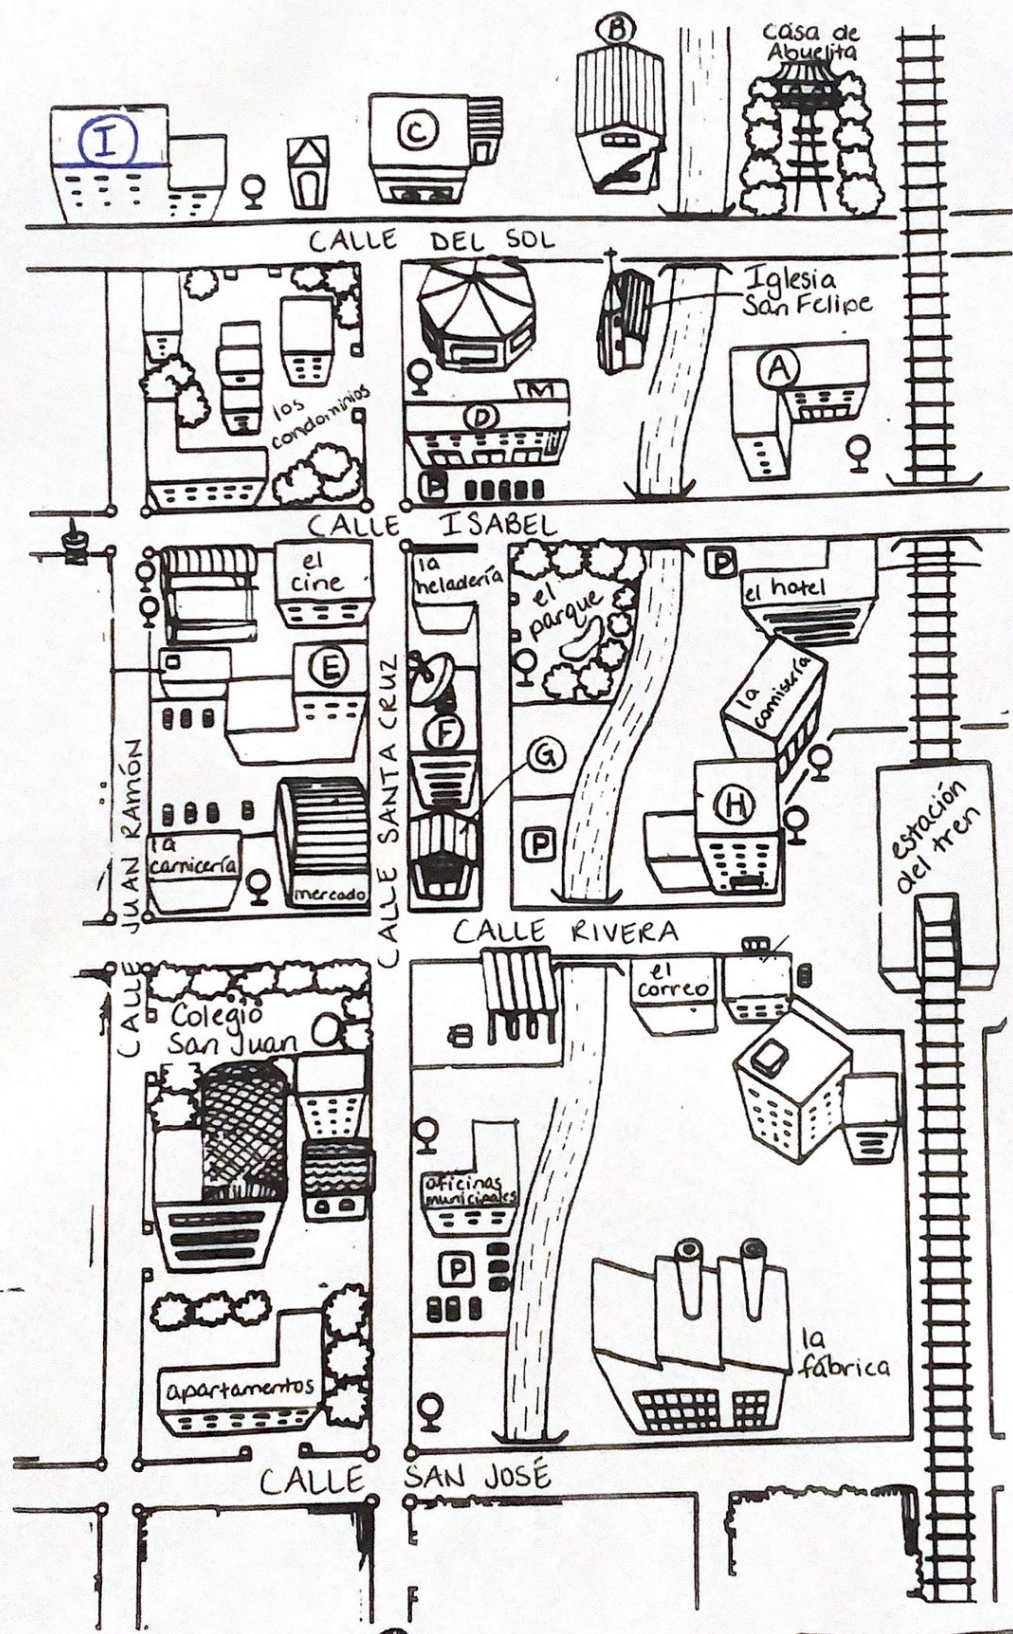 B
casa de
Abuelita
I
C
CALLE DEL SOL
Iglesia
San Felipe
A
los
condominios
M
D
P
CALLE ISABEL
el
cine
la
heladería
el
parque
P
el hotel
E
la
camisería
F
G
H
CALLE JUAN RAMÓN
CALLE SANTA CRUZ
P
estación
del tren
la
carnicería
mercado
CALLE RIVERA
el
correo
Colegio
San Juan
oficinas
municipales
P
la
fábrica
apartamentos
CALLE SAN JOSÉ